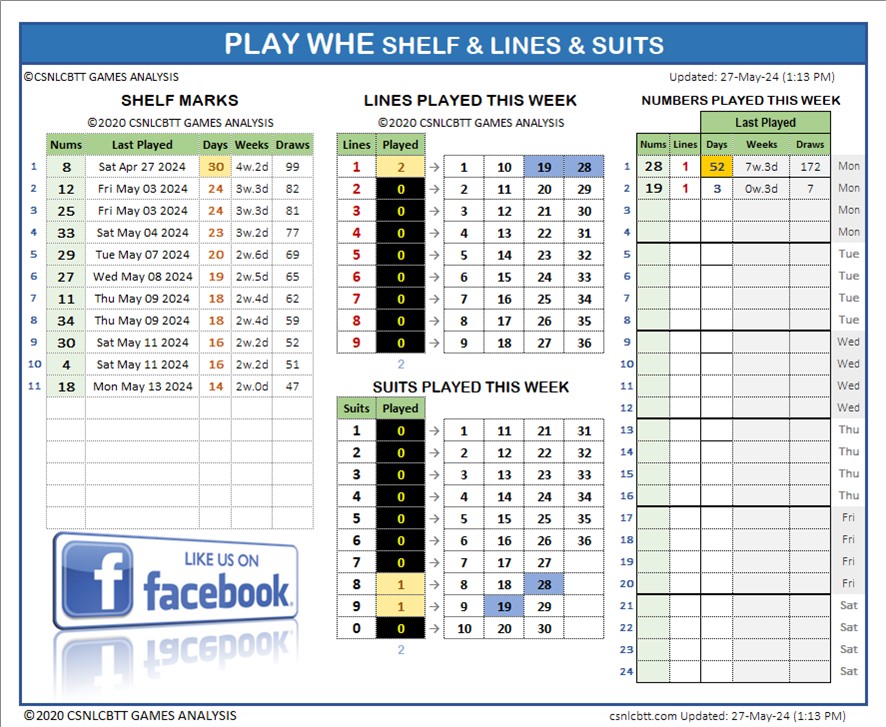 PLAY WHE SHELF & LINES & SUITS
©CSNLCBTT GAMES ANALYSIS
Updated: 27-May-24 (1:13 PM)
SHELF MARKS
©2020 CSNLCBTT GAMES ANALYSIS
Nums Last Played Days Weeks Draws
1 8 Sat Apr 27 2024 30 4w.2d 99
2 12 Fri May 03 2024 24 3w.3d 82
3 25 Fri May 03 2024 24 3w.3d 81
4 33 Sat May 04 2024 23 3w.2d 77
5 29 Tue May 07 2024 20 2w.6d 69
6 27 Wed May 08 2024 19 2w.5d 65
7 11 Thu May 09 2024 18 2w.4d 62
8 34 Thu May 09 2024 18 2w.4d 59
9 30 Sat May 11 2024 16 2w.2d 52
10 4 Sat May 11 2024 16 2w.2d 51
11 18 Mon May 13 2024 14 2w.0d 47
LIKE US ON
facebook
LINES PLAYED THIS WEEK
©2020 CSNLCBTT GAMES ANALYSIS
Lines Played
1 2 → 1 10 19 28
2 0 → 2 11 20 29
3 0 → 3 12 21 30
4 0 → 4 13 22 31
5 0 → 5 14 23 32
6 0 → 6 15 24 33
7 0 → 7 16 25 34
8 0 → 8 17 26 35
9 0 → 9 18 27 36
2
SUITS PLAYED THIS WEEK
Suits Played
1 0 → 1 11 21 31
2 0 → 2 12 22 32
3 0 → 3 13 23 33
4 0 → 4 14 24 34
5 0 → 5 15 25 35
6 0 → 6 16 26 36
7 0 → 7 17 27
8 1 → 8 18 28
9 1 → 9 19 29
0 0 → 10 20 30
2
NUMBERS PLAYED THIS WEEK
Last Played
Nums Lines Days Weeks Draws
1 28 1 52 7w.3d 172 Mon
2 19 1 3 0w.3d 7 Mon
3 Mon
4 Mon
5 Tue
6 Tue
7 Tue
8 Tue
9 Wed
10 Wed
11 Wed
12 Wed
13 Thu
14 Thu
15 Thu
16 Thu
17 Fri
18 Fri
19 Fri
20 Fri
21 Sat
22 Sat
23 Sat
24 Sat
©2020 CSNLCBTT GAMES ANALYSIS
csnlcbtt.com Updated: 27-May-24 (1:13 PM)